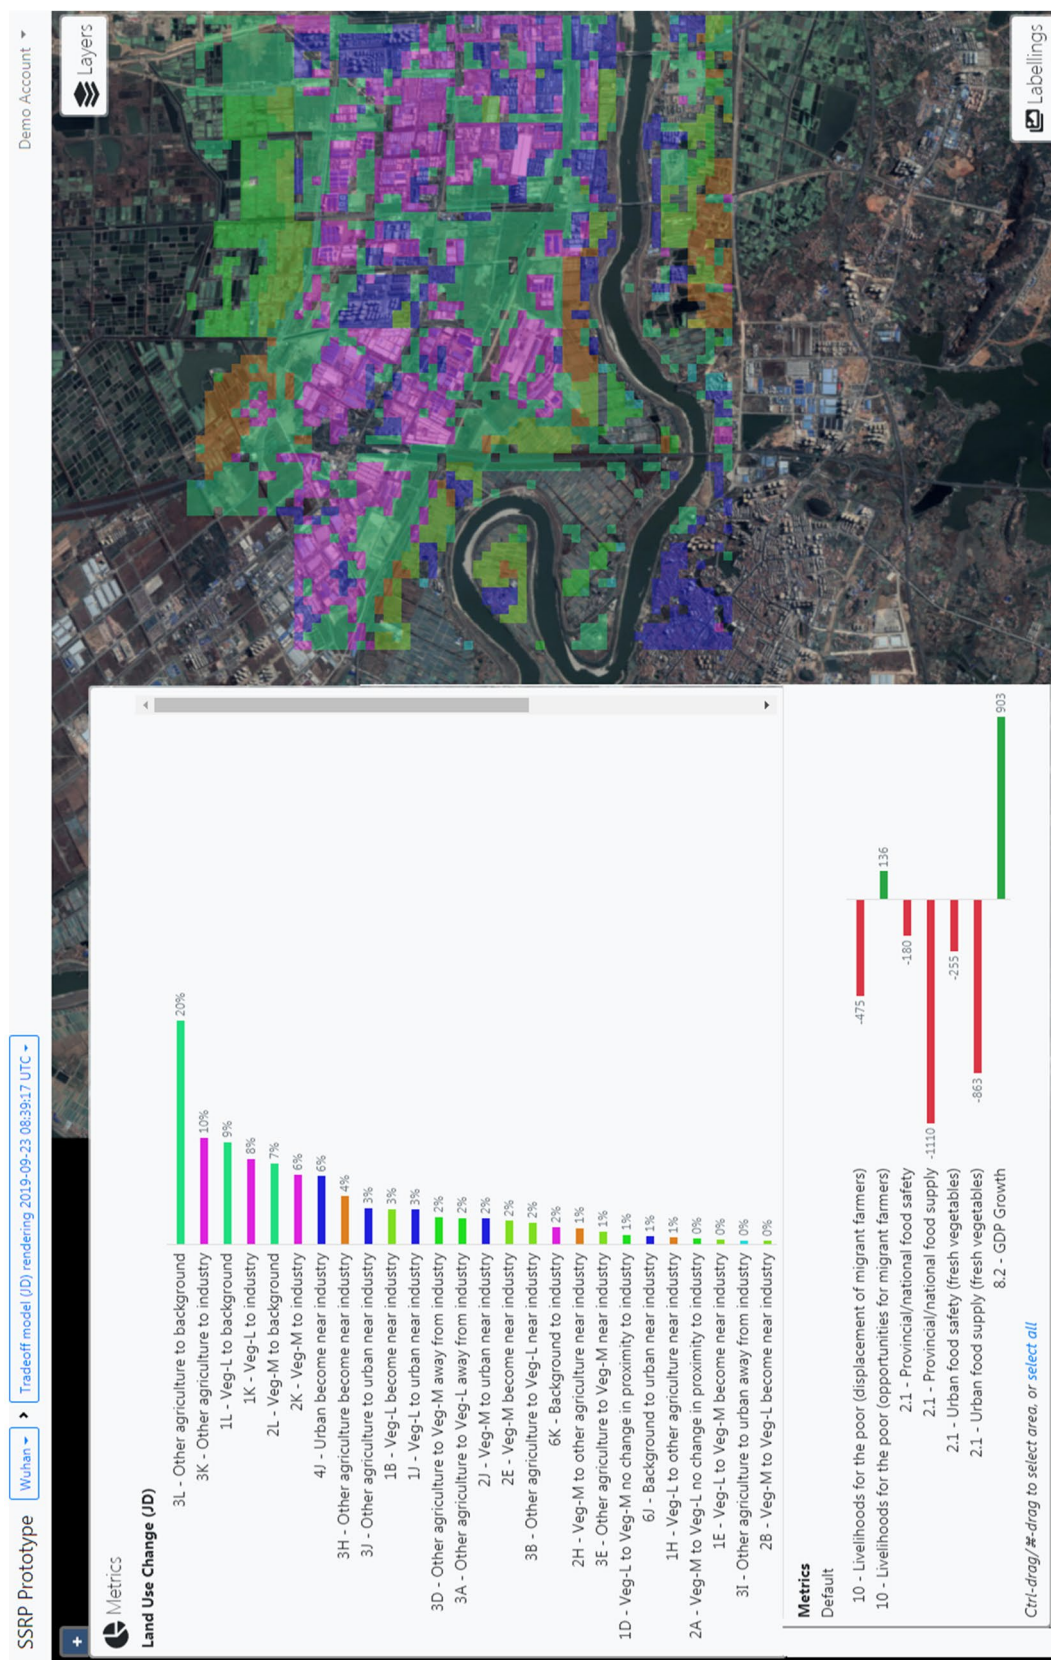 SSRP Prototype Wuhan › Tradeoff model (JD) rendering 2019-09-23 08:39:17 UTC Demo Account
+
Layers
Metrics
Land Use Change (JD)
3L - Other agriculture to background 20%
3K - Other agriculture to industry 10%
1L - Veg-L to background 9%
1K - Veg-L to industry 8%
2L - Veg-M to background 7%
2K - Veg-M to industry 6%
4J - Urban become near industry 6%
3H - Other agriculture become near industry 4%
3J - Other agriculture to urban near industry 3%
1B - Veg-L become near industry 3%
1J - Veg-L to urban near industry 3%
3D - Other agriculture to Veg-M away from industry 2%
3A - Other agriculture to Veg-L away from industry 2%
2J - Veg-M to urban near industry 2%
2E - Veg-M become near industry 2%
3B - Other agriculture to Veg-L near industry 2%
6K - Background to industry 2%
2H - Veg-M to other agriculture near industry 1%
3E - Other agriculture to Veg-M near industry 1%
1D - Veg-L to Veg-M no change in proximity to industry 1%
6J - Background to urban near industry 1%
1H - Veg-L to other agriculture near industry 1%
2A - Veg-M to Veg-L no change in proximity to industry 0%
1E - Veg-L to Veg-M become near industry 0%
3I - Other agriculture to urban away from industry 0%
2B - Veg-M to Veg-L become near industry 0%
Metrics
Default
10 - Livelihoods for the poor (displacement of migrant farmers) -475
10 - Livelihoods for the poor (opportunities for migrant farmers) 136
2.1 - Provincial/national food safety -180
2.1 - Provincial/national food supply -1110
2.1 - Urban food safety (fresh vegetables) -255
2.1 - Urban food supply (fresh vegetables) -863
8.2 - GDP Growth 903
Ctrl-drag/⌘-drag to select area, or select all
Labellings